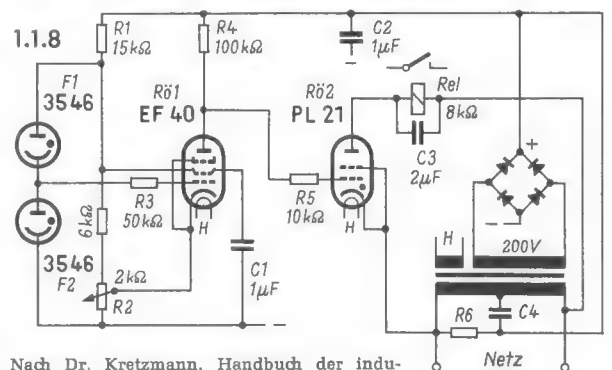 1.1.8
R1
15kΩ
R4
100kΩ
C2
1µF
F1
3546
Rö1
EF 40
Rö2
PL 21
Rel
8kΩ
C3
2µF
+
R3
50kΩ
R5
10kΩ
6kΩ
H
H
C1
1µF
3546
F2
2kΩ
R2
H
200V
R6
C4
Netz
Nach Dr. Kretzmann, Handbuch der indu-